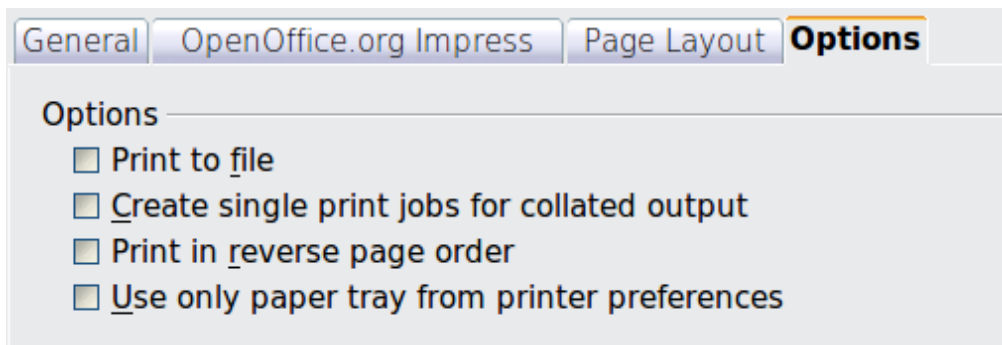 General OpenOffice.org Impress Page Layout Options
Options
Print to file
Create single print jobs for collated output
Print in reverse page order
Use only paper tray from printer preferences